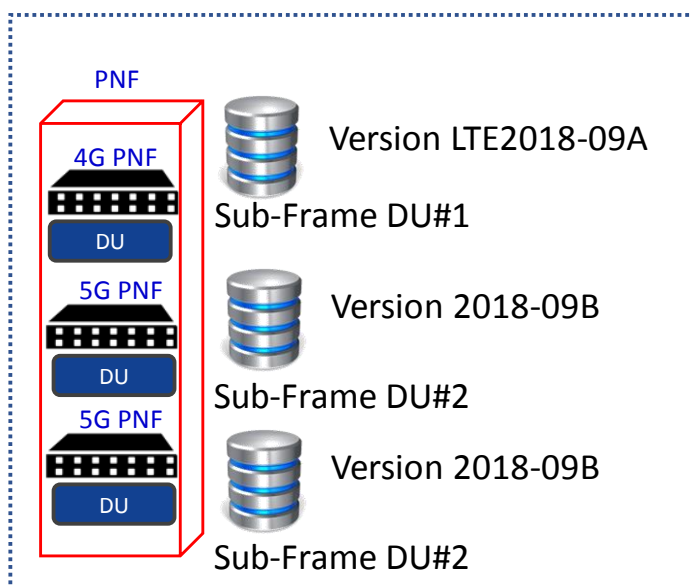 PNF
4G PNF
Version LTE2018-09A
DU
Sub-Frame DU#1
5G PNF
Version 2018-09B
DU
Sub-Frame DU#2
5G PNF
Version 2018-09B
DU
Sub-Frame DU#2